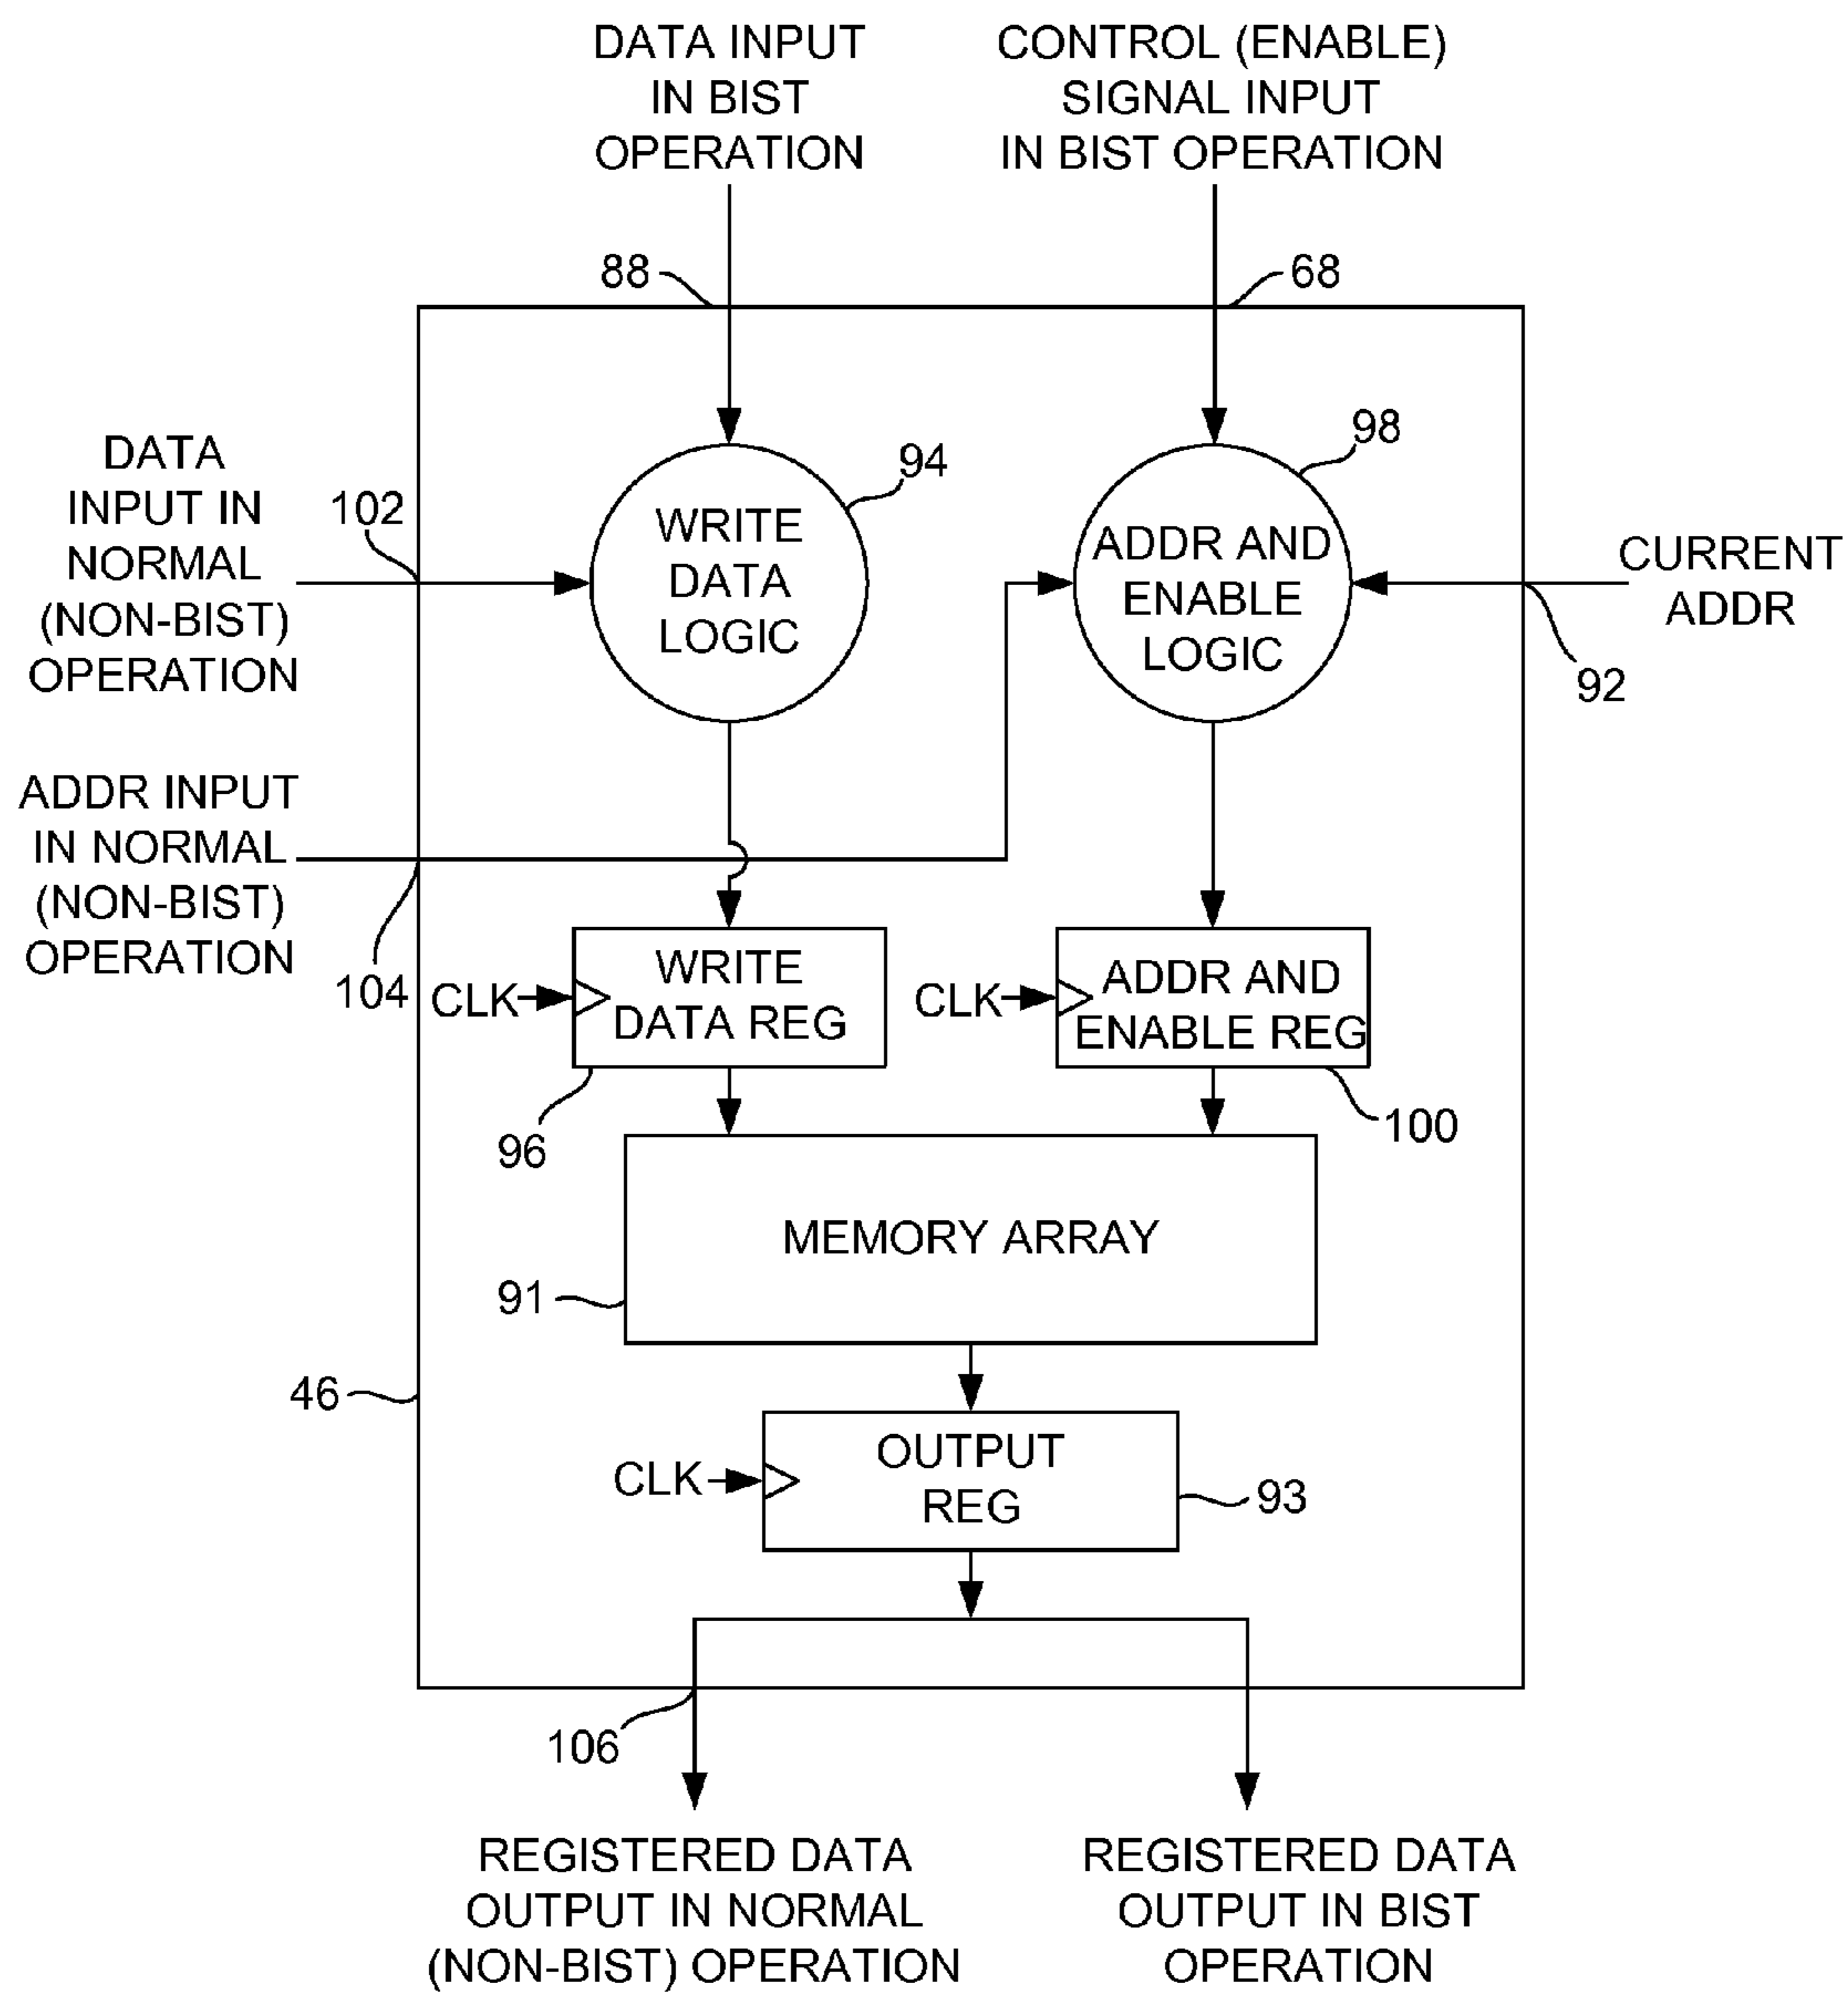 DATA INPUT
IN BIST
OPERATION
CONTROL (ENABLE)
SIGNAL INPUT
IN BIST OPERATION
88
68
DATA
INPUT IN
NORMAL
(NON-BIST)
OPERATION
102
94
WRITE
DATA
LOGIC
98
ADDR AND
ENABLE
LOGIC
CURRENT
ADDR
92
ADDR INPUT
IN NORMAL
(NON-BIST)
OPERATION
104
CLK
WRITE
DATA REG
96
CLK
ADDR AND
ENABLE REG
100
MEMORY ARRAY
91
46
CLK
OUTPUT
REG
93
106
REGISTERED DATA
OUTPUT IN NORMAL
(NON-BIST) OPERATION
REGISTERED DATA
OUTPUT IN BIST
OPERATION